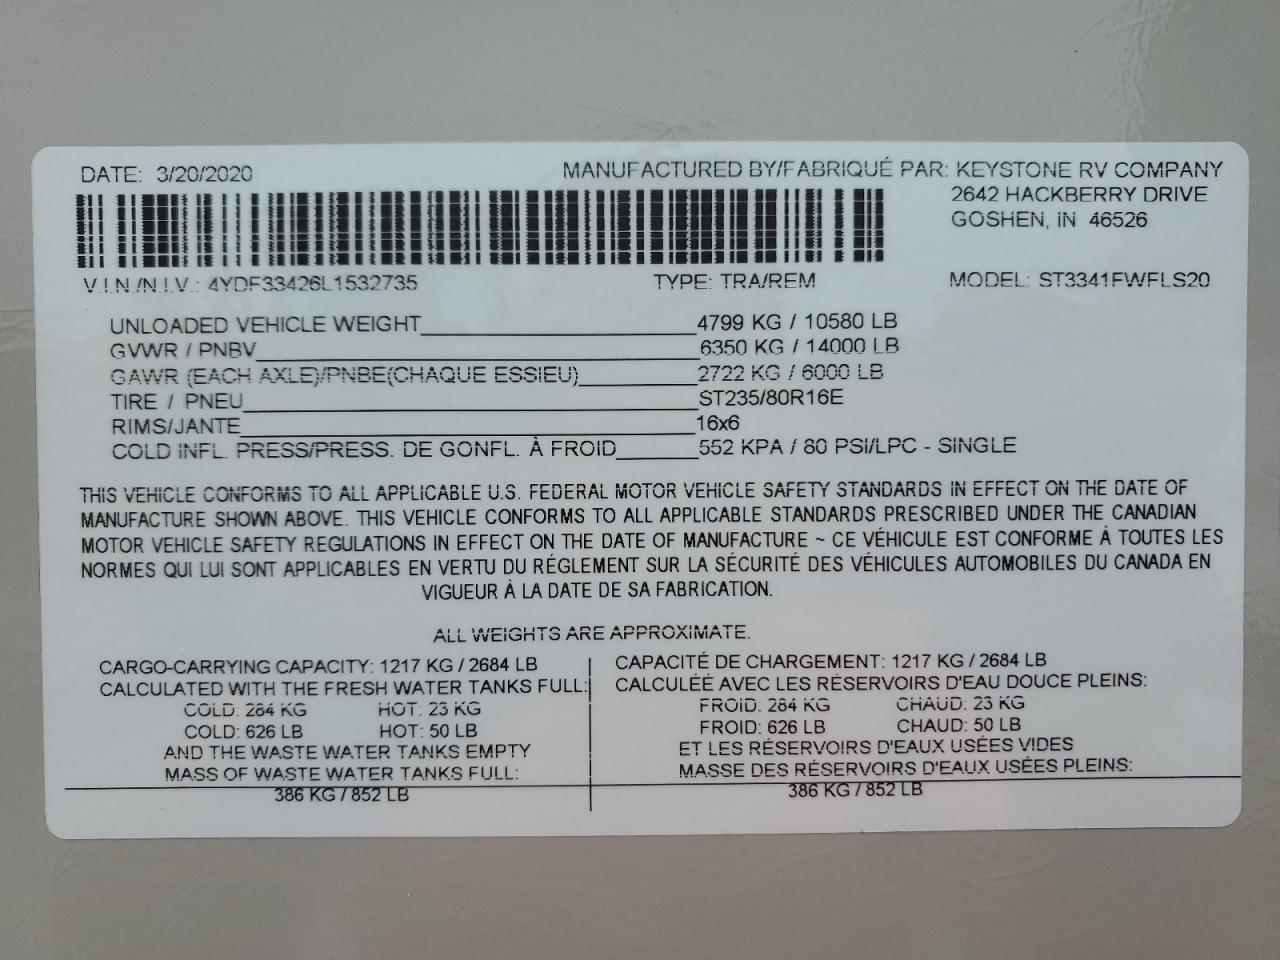 DATE: 3/20/2020 MANUFACTURED BY/FABRIQUÉ PAR: KEYSTONE RV COMPANY
2642 HACKBERRY DRIVE
GOSHEN, IN 46526
V.I.N./N.I.V.: 4YDF33426L1532735 TYPE: TRA/REM MODEL: ST3341FWFLS20
UNLOADED VEHICLE WEIGHT 4799 KG / 10580 LB
GVWR / PNBV 6350 KG / 14000 LB
GAWR (EACH AXLE)/PNBE(CHAQUE ESSIEU) 2722 KG / 6000 LB
TIRE / PNEU ST235/80R16E
RIMS/JANTE 16x6
COLD INFL. PRESS/PRESS. DE GONFL. À FROID 552 KPA / 80 PSI/LPC - SINGLE
THIS VEHICLE CONFORMS TO ALL APPLICABLE U.S. FEDERAL MOTOR VEHICLE SAFETY STANDARDS IN EFFECT ON THE DATE OF
MANUFACTURE SHOWN ABOVE. THIS VEHICLE CONFORMS TO ALL APPLICABLE STANDARDS PRESCRIBED UNDER THE CANADIAN
MOTOR VEHICLE SAFETY REGULATIONS IN EFFECT ON THE DATE OF MANUFACTURE ~ CE VÉHICULE EST CONFORME À TOUTES LES
NORMES QUI LUI SONT APPLICABLES EN VERTU DU RÉGLEMENT SUR LA SÉCURITÉ DES VÉHICULES AUTOMOBILES DU CANADA EN
VIGUEUR À LA DATE DE SA FABRICATION.
ALL WEIGHTS ARE APPROXIMATE.
CARGO-CARRYING CAPACITY: 1217 KG / 2684 LB
CALCULATED WITH THE FRESH WATER TANKS FULL:
COLD: 284 KG HOT: 23 KG
COLD: 626 LB HOT: 50 LB
AND THE WASTE WATER TANKS EMPTY
MASS OF WASTE WATER TANKS FULL:
386 KG / 852 LB
CAPACITÉ DE CHARGEMENT: 1217 KG / 2684 LB
CALCULÉE AVEC LES RÉSERVOIRS D'EAU DOUCE PLEINS:
FROID: 284 KG CHAUD: 23 KG
FROID: 626 LB CHAUD: 50 LB
ET LES RÉSERVOIRS D'EAUX USÉES VIDES
MASSE DES RÉSERVOIRS D'EAUX USÉES PLEINS:
386 KG / 852 LB